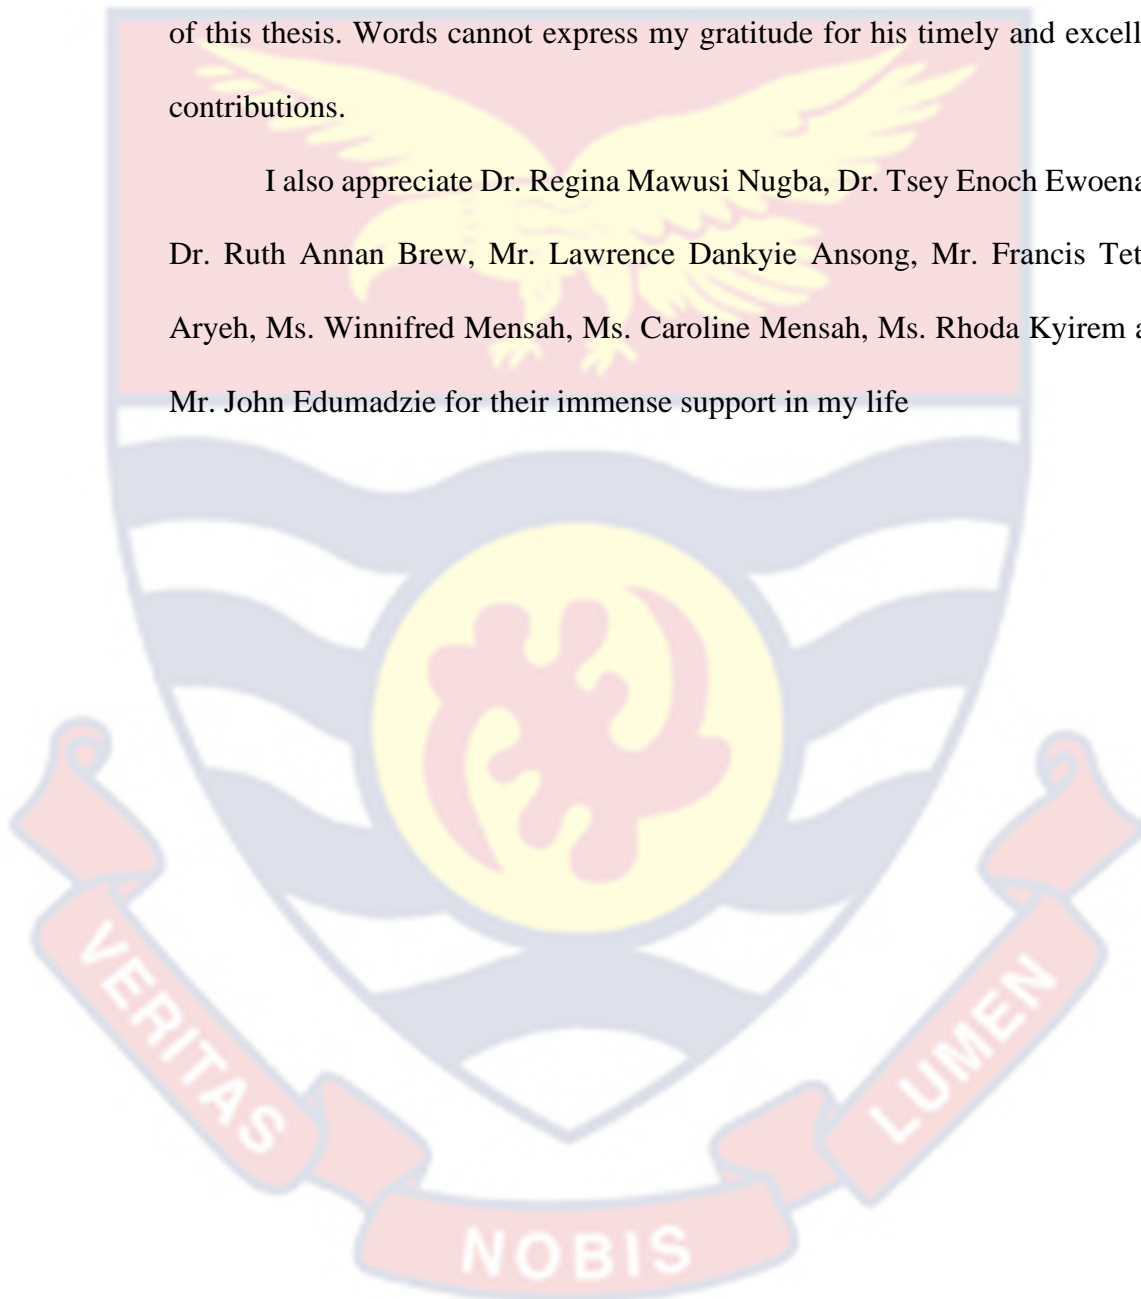 of this thesis. Words cannot express my gratitude for his timely and excell
contributions.
I also appreciate Dr. Regina Mawusi Nugba, Dr. Tsey Enoch Ewoena
Dr. Ruth Annan Brew, Mr. Lawrence Dankyie Ansong, Mr. Francis Tet
Aryeh, Ms. Winnifred Mensah, Ms. Caroline Mensah, Ms. Rhoda Kyirem a
Mr. John Edumadzie for their immense support in my life
VERITAS
NOBIS
LUMEN